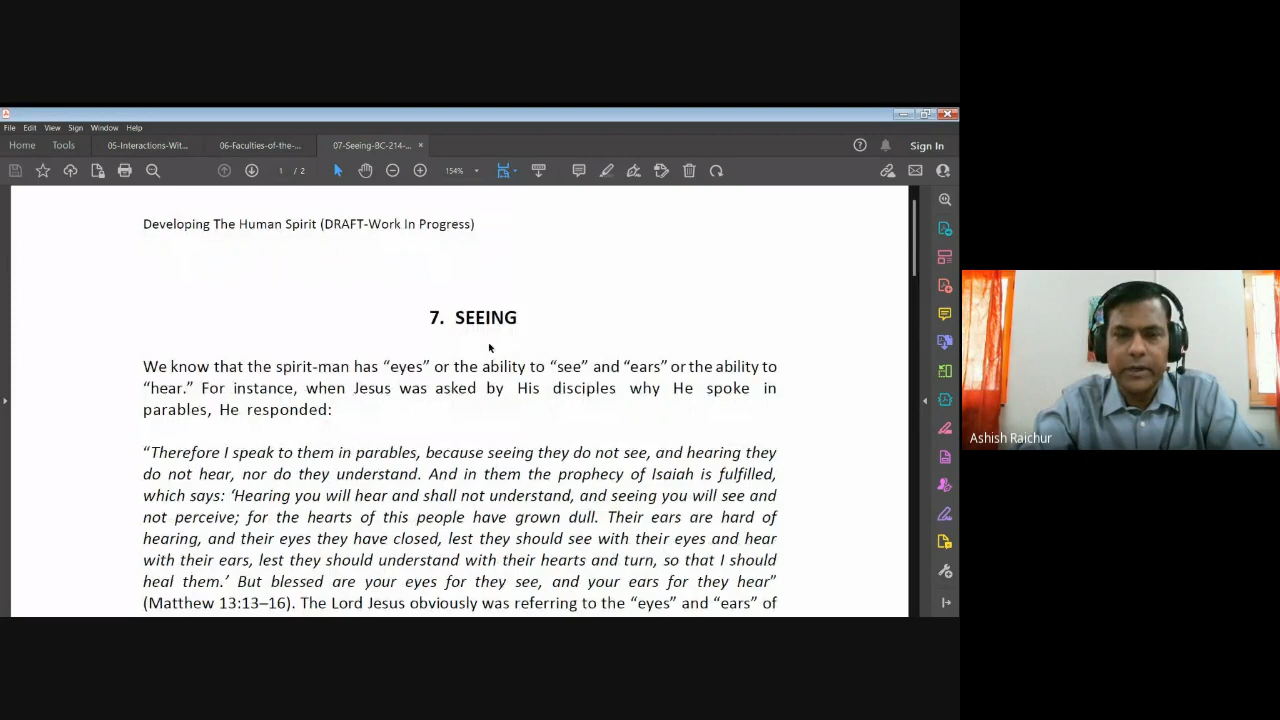 File Edit View Sign Window Help
Home Tools 05-Interactions-Wit... 06-Faculties-of-the-... 07-Seeing-BC-214-... × Sign In
1 / 2 154%
Developing The Human Spirit (DRAFT-Work In Progress)
7. SEEING
We know that the spirit-man has “eyes” or the ability to “see” and “ears” or the ability to
“hear.” For instance, when Jesus was asked by His disciples why He spoke in
parables, He responded:
“Therefore I speak to them in parables, because seeing they do not see, and hearing they
do not hear, nor do they understand. And in them the prophecy of Isaiah is fulfilled,
which says: ‘Hearing you will hear and shall not understand, and seeing you will see and
not perceive; for the hearts of this people have grown dull. Their ears are hard of
hearing, and their eyes they have closed, lest they should see with their eyes and hear
with their ears, lest they should understand with their hearts and turn, so that I should
heal them.’ But blessed are your eyes for they see, and your ears for they hear”
(Matthew 13:13–16). The Lord Jesus obviously was referring to the “eyes” and “ears” of
Ashish Raichur